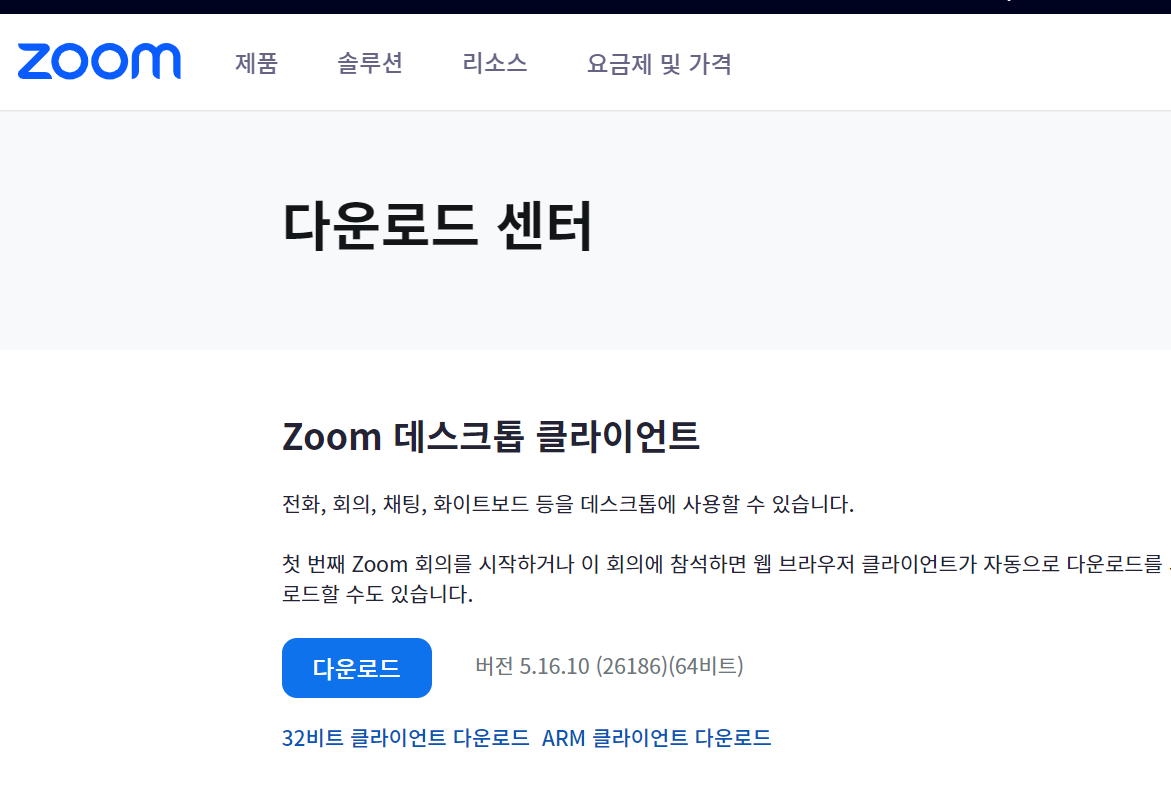 zoom 제품 솔루션 리소스 요금제 및 가격
다운로드 센터
Zoom 데스크톱 클라이언트
전화, 회의, 채팅, 화이트보드 등을 데스크톱에 사용할 수 있습니다.
첫 번째 Zoom 회의를 시작하거나 이 회의에 참석하면 웹 브라우저 클라이언트가 자동으로 다운로드를
로드할 수도 있습니다.
다운로드 버전 5.16.10 (26186)(64비트)
32비트 클라이언트 다운로드 ARM 클라이언트 다운로드